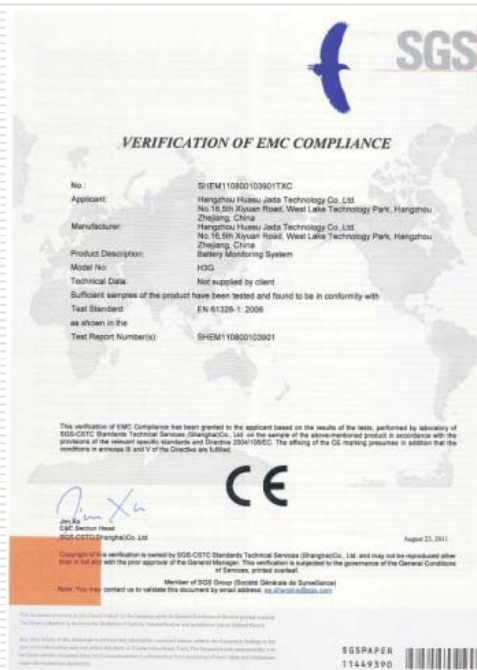 SGS
VERIFICATION OF EMC COMPLIANCE
No.: SHEM110800103901TXC
Applicant: Hangzhou Huasu Jada Technology Co.,Ltd.
No.16,5th Xiyuan Road, West Lake Technology Park, Hangzhou
Zhejiang, China
Manufacturer: Hangzhou Huasu Jada Technology Co.,Ltd.
No.16,5th Xiyuan Road, West Lake Technology Park, Hangzhou
Zhejiang, China
Product Description: Battery Monitoring System
Model No: H3G
Technical Data: Not supplied by client
Sufficient samples of the product have been tested and found to be in conformity with
Test Standard: EN 61326-1: 2006
as shown in the
Test Report Number(s): SHEM110800103901
This verification of EMC Compliance has been granted to the applicant based on the results of the tests, performed by laboratory of
SGS-CSTC Standards Technical Services (Shanghai)Co., Ltd. on the sample of the above-mentioned product in accordance with the
provisions of the relevant specific standards and Directive 2004/108/EC. The affixing of the CE marking presumes in addition that the
conditions in annexes III and V of the Directive are fulfilled.
CE
Jim Xu
E&C Section Head
SGS-CSTC (Shanghai)Co.,Ltd
August 23, 2011
Copyright of this verification is owned by SGS-CSTC Standards Technical Services (Shanghai)Co., Ltd. and may not be reproduced other
than in full and with the prior approval of the General Manager. This verification is subjected to the governance of the General Conditions
of Services, printed overleaf.
Member of SGS Group (Société Générale de Surveillance)
Note: You may contact us to validate this document by email address: ee.shanghai@sgs.com
SGSPAPER
11449390